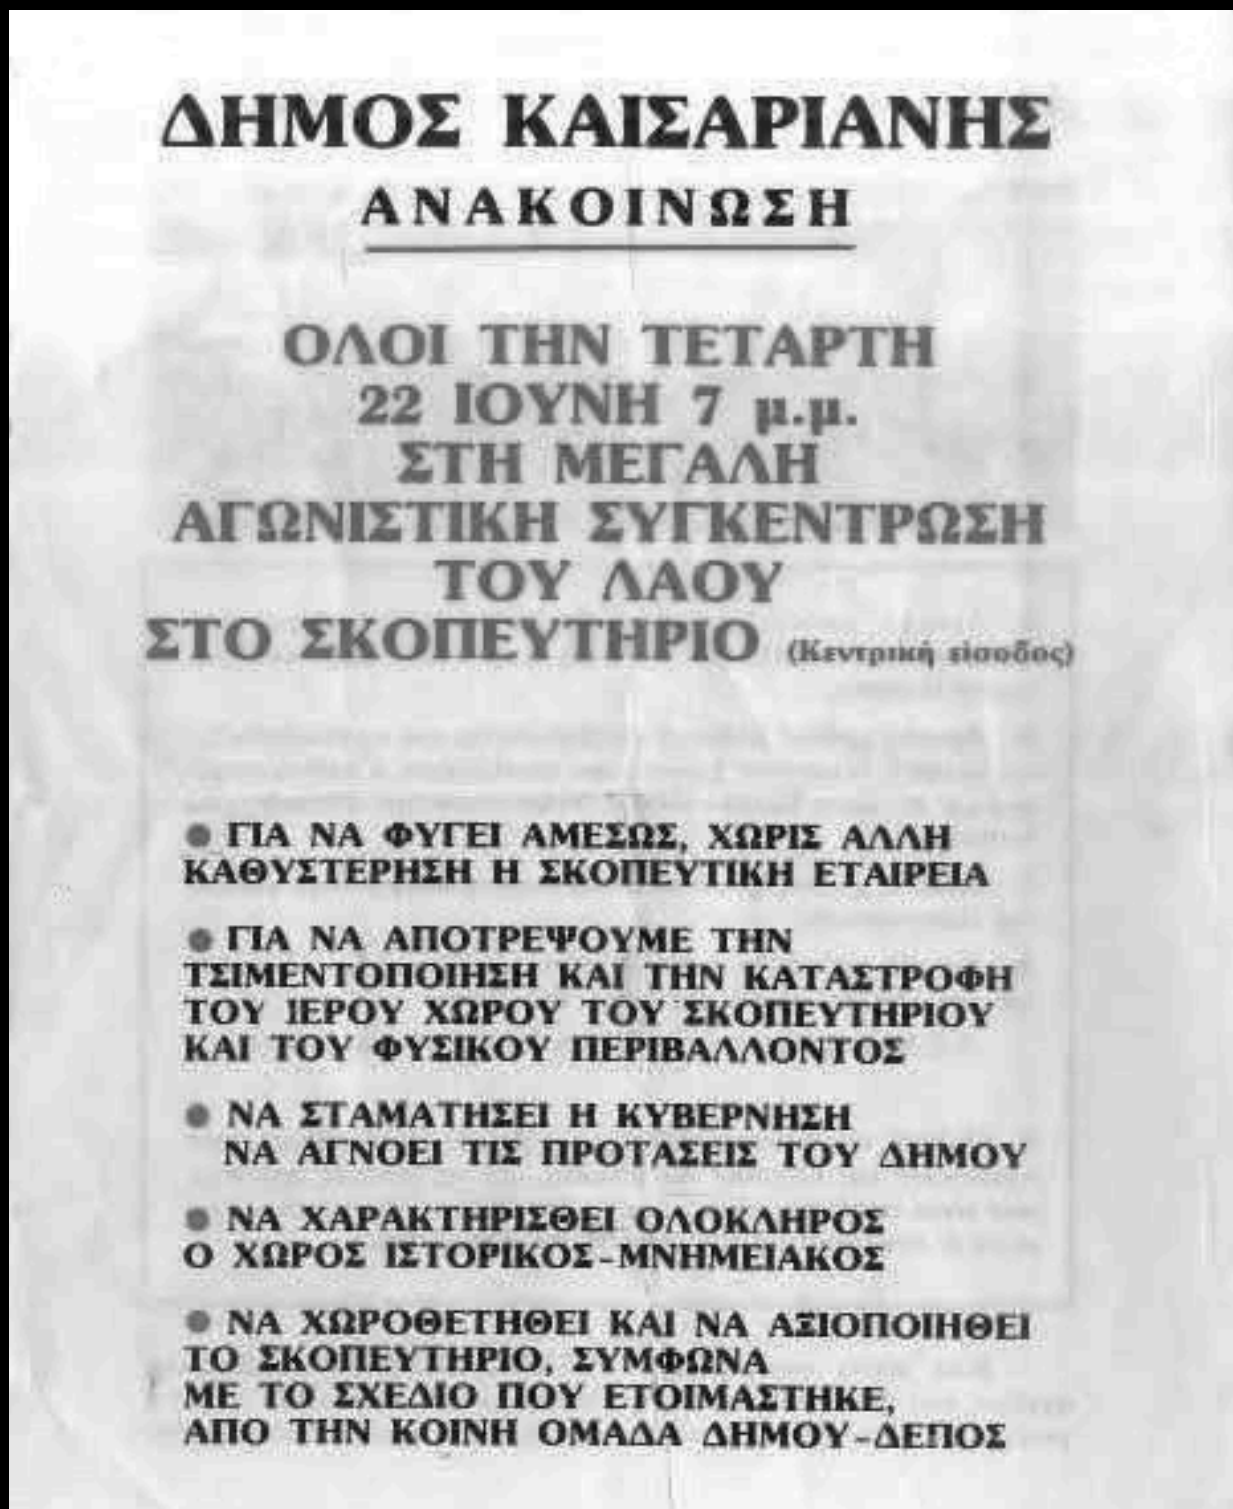 ΔΗΜΟΣ ΚΑΙΣΑΡΙΑΝΗΣ
ΑΝΑΚΟΙΝΩΣΗ
ΟΛΟΙ ΤΗΝ ΤΕΤΑΡΤΗ
22 ΙΟΥΝΗ 7 μ.μ.
ΣΤΗ ΜΕΓΑΛΗ
ΑΓΩΝΙΣΤΙΚΗ ΣΥΓΚΕΝΤΡΩΣΗ
ΤΟΥ ΛΑΟΥ
ΣΤΟ ΣΚΟΠΕΥΤΗΡΙΟ (Κεντρική είσοδος)
● ΓΙΑ ΝΑ ΦΥΓΕΙ ΑΜΕΣΩΣ, ΧΩΡΙΣ ΑΛΛΗ
ΚΑΘΥΣΤΕΡΗΣΗ Η ΣΚΟΠΕΥΤΙΚΗ ΕΤΑΙΡΕΙΑ
● ΓΙΑ ΝΑ ΑΠΟΤΡΕΨΟΥΜΕ ΤΗΝ
ΤΣΙΜΕΝΤΟΠΟΙΗΣΗ ΚΑΙ ΤΗΝ ΚΑΤΑΣΤΡΟΦΗ
ΤΟΥ ΙΕΡΟΥ ΧΩΡΟΥ ΤΟΥ ΣΚΟΠΕΥΤΗΡΙΟΥ
ΚΑΙ ΤΟΥ ΦΥΣΙΚΟΥ ΠΕΡΙΒΑΛΛΟΝΤΟΣ
● ΝΑ ΣΤΑΜΑΤΗΣΕΙ Η ΚΥΒΕΡΝΗΣΗ
ΝΑ ΑΓΝΟΕΙ ΤΙΣ ΠΡΟΤΑΣΕΙΣ ΤΟΥ ΔΗΜΟΥ
● ΝΑ ΧΑΡΑΚΤΗΡΙΣΘΕΙ ΟΛΟΚΛΗΡΟΣ
Ο ΧΩΡΟΣ ΙΣΤΟΡΙΚΟΣ-ΜΝΗΜΕΙΑΚΟΣ
● ΝΑ ΧΩΡΟΘΕΤΗΘΕΙ ΚΑΙ ΝΑ ΑΞΙΟΠΟΙΗΘΕΙ
ΤΟ ΣΚΟΠΕΥΤΗΡΙΟ, ΣΥΜΦΩΝΑ
ΜΕ ΤΟ ΣΧΕΔΙΟ ΠΟΥ ΕΤΟΙΜΑΣΤΗΚΕ,
ΑΠΟ ΤΗΝ ΚΟΙΝΗ ΟΜΑΔΑ ΔΗΜΟΥ-ΔΕΠΟΣ